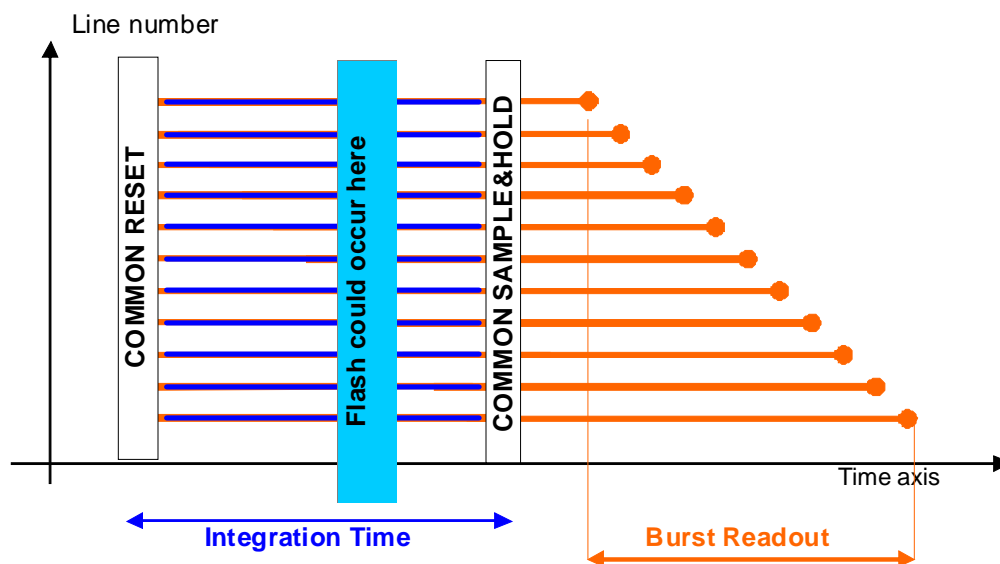 Line number
COMMON RESET
Flash could occur here
COMMON SAMPLE&HOLD
Time axis
Integration Time
Burst Readout